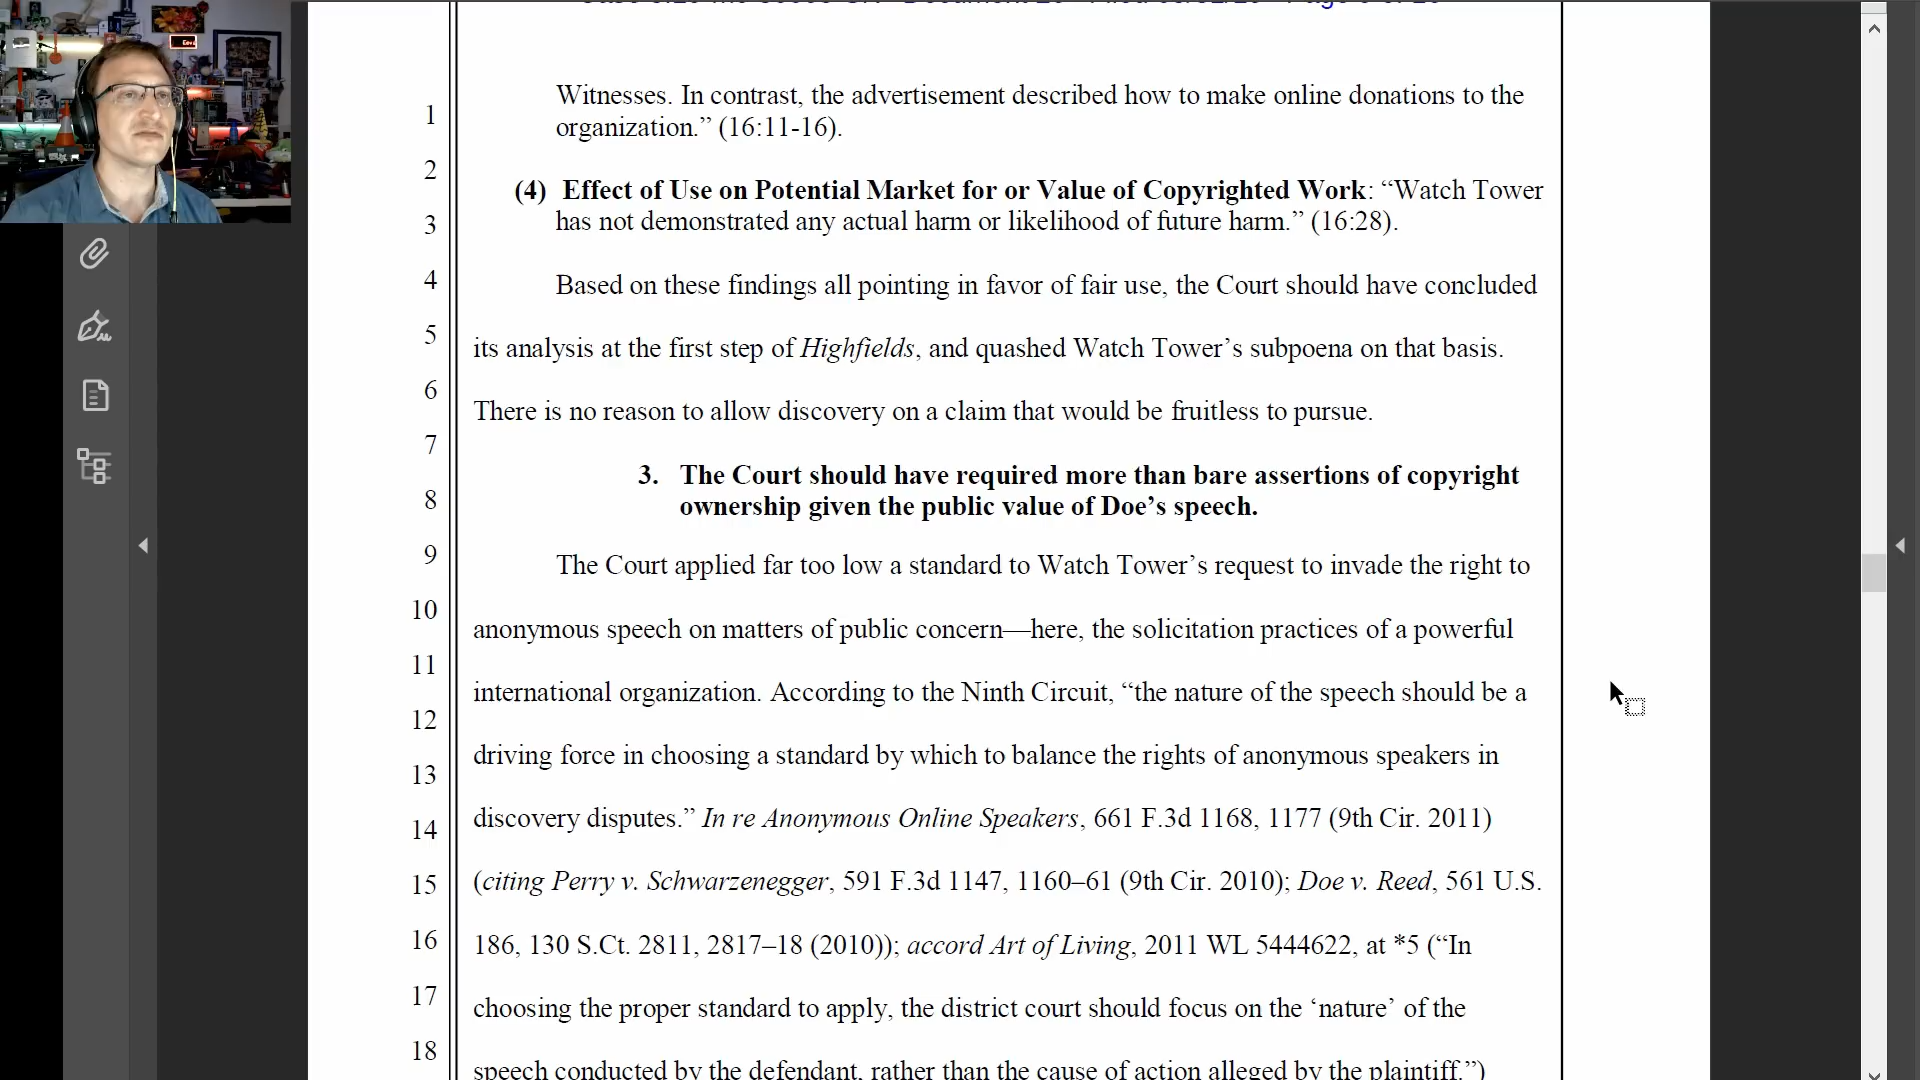 Witnesses. In contrast, the advertisement described how to make online donations to the
1
organization.” (16:11-16).
2
(4) Effect of Use on Potential Market for or Value of Copyrighted Work: “Watch Tower
3
has not demonstrated any actual harm or likelihood of future harm.” (16:28).
4
Based on these findings all pointing in favor of fair use, the Court should have concluded
5
its analysis at the first step of Highfields, and quashed Watch Tower’s subpoena on that basis.
6
There is no reason to allow discovery on a claim that would be fruitless to pursue.
7
3. The Court should have required more than bare assertions of copyright
8
ownership given the public value of Doe’s speech.
9
The Court applied far too low a standard to Watch Tower’s request to invade the right to
10
anonymous speech on matters of public concern—here, the solicitation practices of a powerful
11
international organization. According to the Ninth Circuit, “the nature of the speech should be a
12
driving force in choosing a standard by which to balance the rights of anonymous speakers in
13
discovery disputes.” In re Anonymous Online Speakers, 661 F.3d 1168, 1177 (9th Cir. 2011)
14
(citing Perry v. Schwarzenegger, 591 F.3d 1147, 1160–61 (9th Cir. 2010); Doe v. Reed, 561 U.S.
15
186, 130 S.Ct. 2811, 2817–18 (2010)); accord Art of Living, 2011 WL 5444622, at *5 (“In
16
choosing the proper standard to apply, the district court should focus on the ‘nature’ of the
17
speech conducted by the defendant, rather than the cause of action alleged by the plaintiff.”)
18